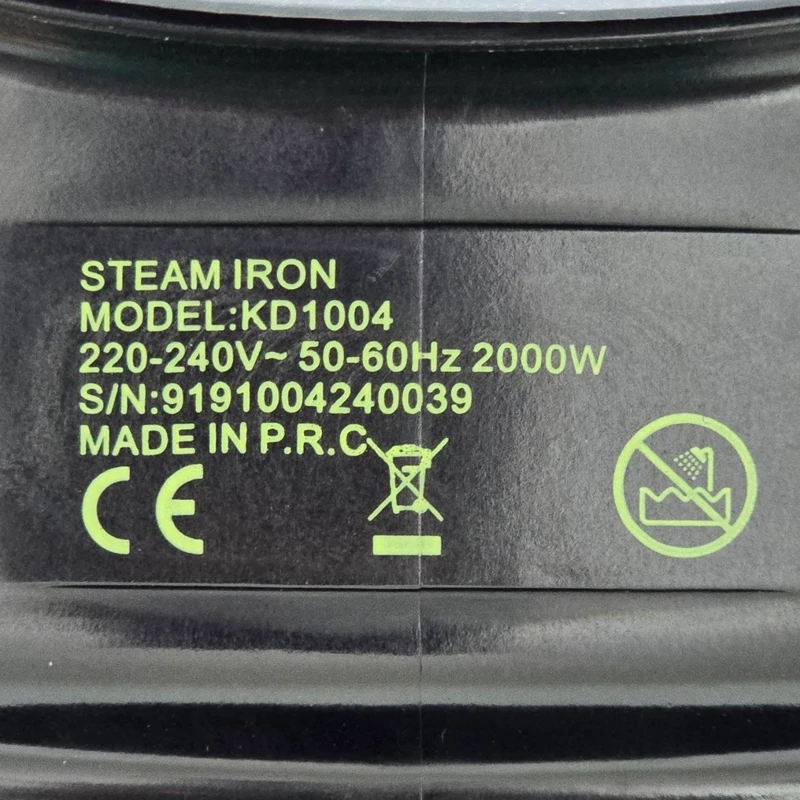 STEAM IRON
MODEL:KD1004
220-240V~ 50-60Hz 2000W
S/N:9191004240039
MADE IN P.R.C
CE